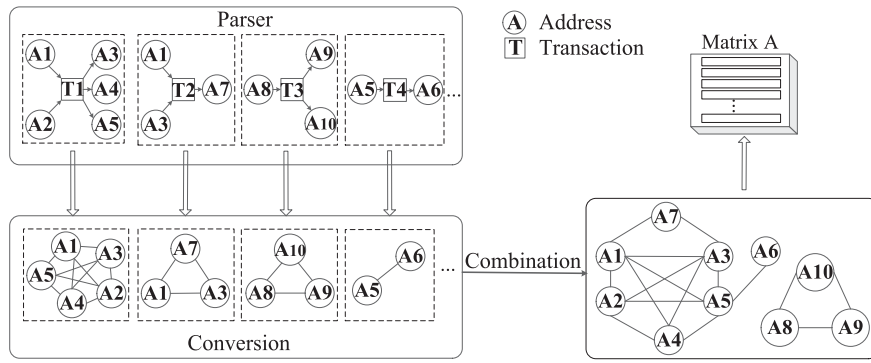 Parser
A Address
T Transaction
Matrix A
A1 A3 A1 A9
T1 A4 T2 A7 A8 T3 A5 T4 A6 ...
A2 A5 A3 A10
A1 A3 A7 A10 A6
A5 A2 A5
A4 A1 A3 A8 A9
... Combination
Conversion
A7
A1 A3 A6
A2 A5 A10
A4 A8 A9